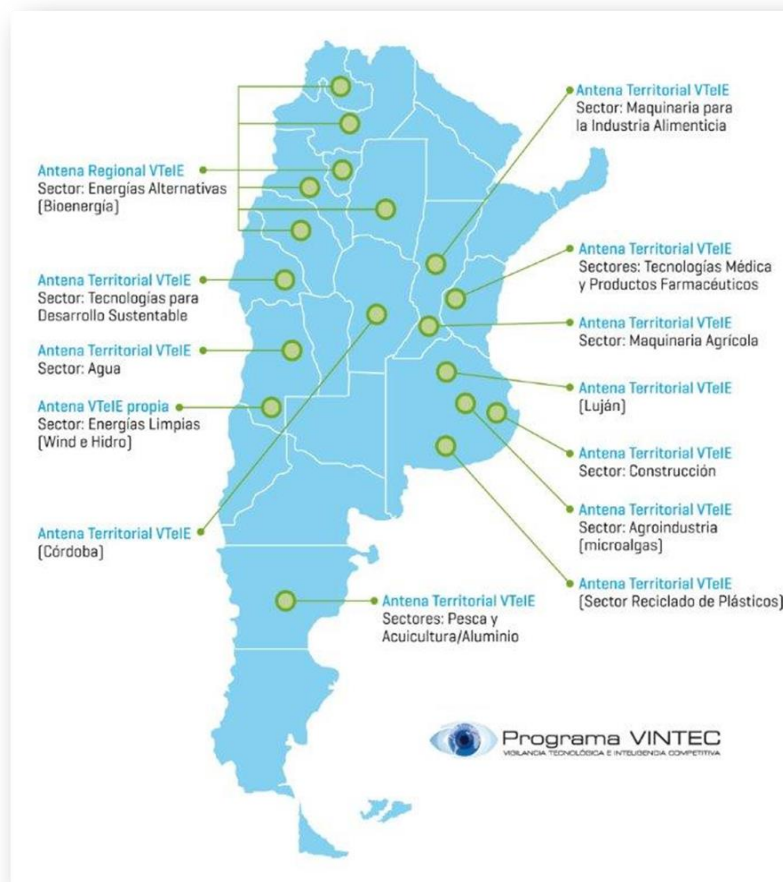 Antena Territorial VTeIE
Sector: Maquinaria para
la Industria Alimenticia
Antena Regional VTeIE
Sector: Energías Alternativas
(Bioenergía)
Antena Territorial VTeIE
Sectores: Tecnologías Médica
y Productos Farmacéuticos
Antena Territorial VTeIE
Sector: Tecnologías para
Desarrollo Sustentable
Antena Territorial VTeIE
Sector: Maquinaria Agrícola
Antena Territorial VTeIE
Sector: Agua
Antena Territorial VTeIE
(Luján)
Antena VTeIE propia
Sector: Energías Limpias
(Wind e Hidro)
Antena Territorial VTeIE
Sector: Construcción
Antena Territorial VTeIE
Sector: Agroindustria
(microalgas)
Antena Territorial VTeIE
(Córdoba)
Antena Territorial VTeIE
(Sector Reciclado de Plásticos)
Antena Territorial VTeIE
Sectores: Pesca y
Acuicultura/Aluminio
Programa VINTEC
VIGILANCIA TECNOLÓGICA E INTELIGENCIA COMPETITIVA